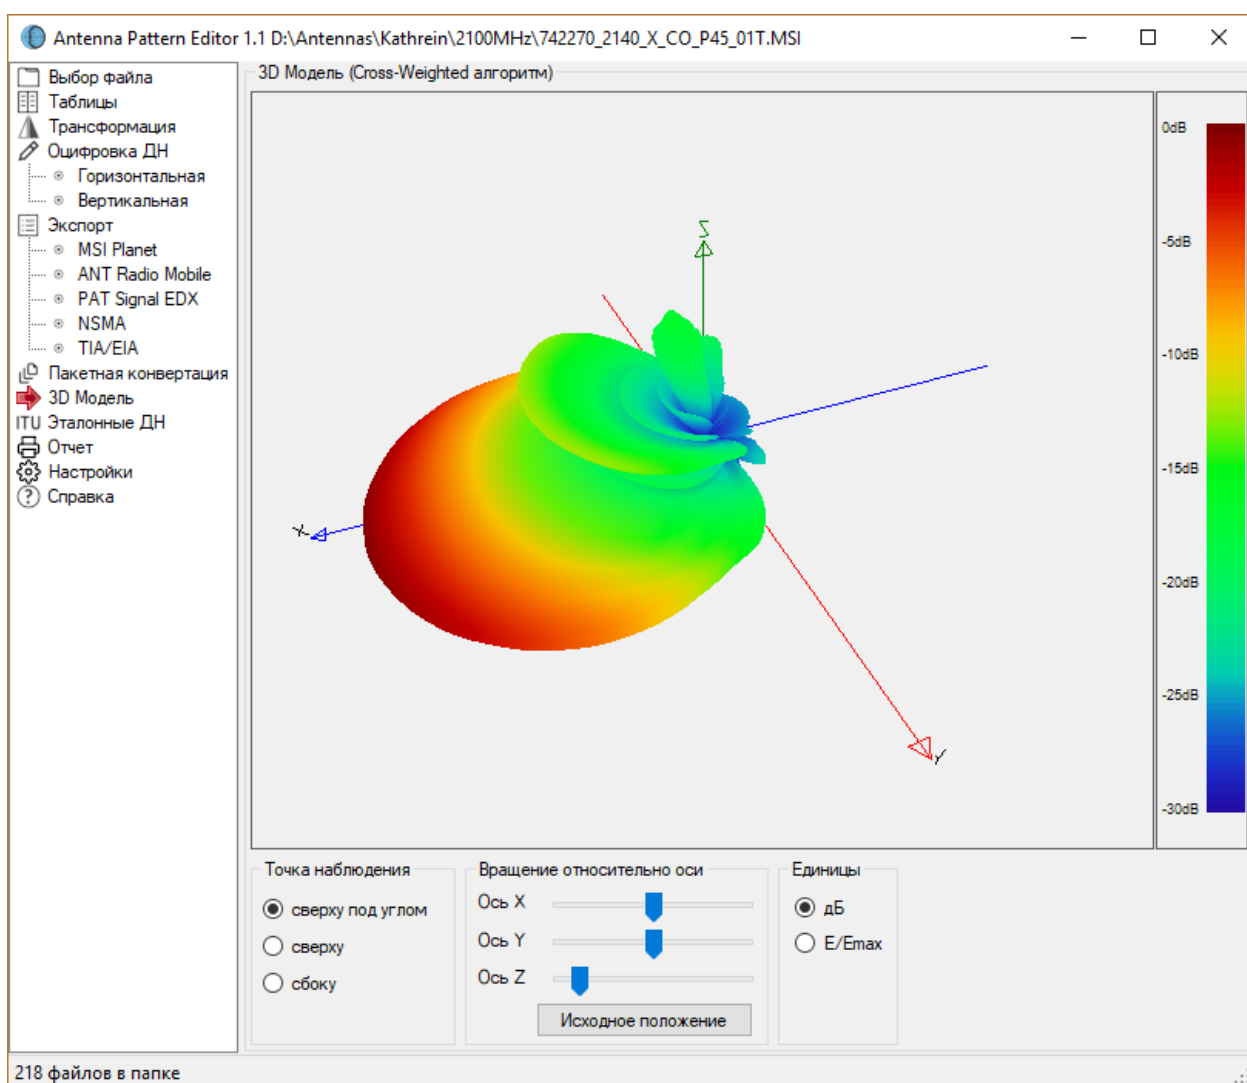 Antenna Pattern Editor 1.1 D:\Antennas\Kathrein\2100MHz\742270_2140_X_CO_P45_01T.MSI
Выбор файла
Таблицы
Трансформация
Оцифровка ДН
Горизонтальная
Вертикальная
Экспорт
MSI Planet
ANT Radio Mobile
PAT Signal EDX
NSMA
TIA/EIA
Пакетная конвертация
3D Модель
ITU Эталонные ДН
Отчет
Настройки
? Справка
3D Модель (Cross-Weighted алгоритм)
Z
X
Y
0dB
-5dB
-10dB
-15dB
-20dB
-25dB
-30dB
Точка наблюдения
сверху под углом
сверху
сбоку
Вращение относительно оси
Ось X
Ось Y
Ось Z
Исходное положение
Единицы
дБ
E/Emax
218 файлов в папке